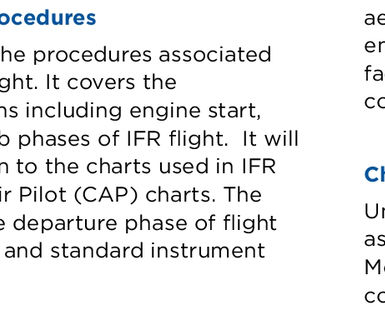 ocedures
he procedures associated
ght. It covers the
ns including engine start,
b phases of IFR flight. It will
n to the charts used in IFR
ir Pilot (CAP) charts. The
e departure phase of flight
and standard instrument
ae
er
fa
co
Ch
Un
as
Me
co